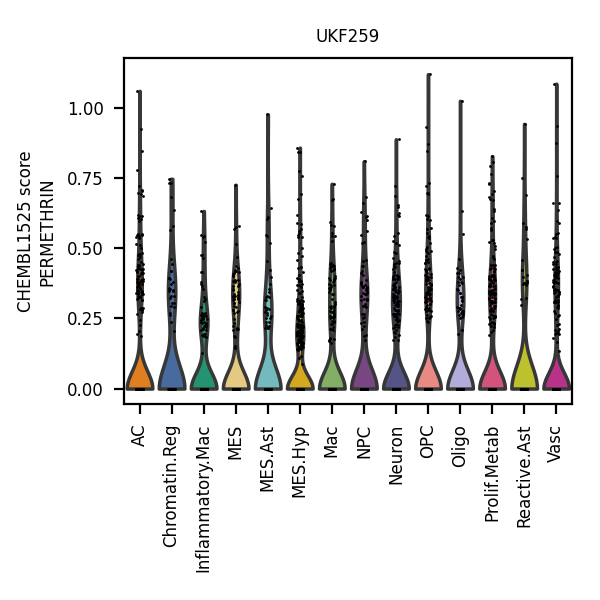 UKF259
CHEMBL1525 score
PERMETHRIN
1.00
0.75
0.50
0.25
0.00
AC
Chromatin.Reg
Inflammatory.Mac
MES
MES.Ast
MES.Hyp
Mac
NPC
Neuron
OPC
Oligo
Prolif.Metab
Reactive.Ast
Vasc